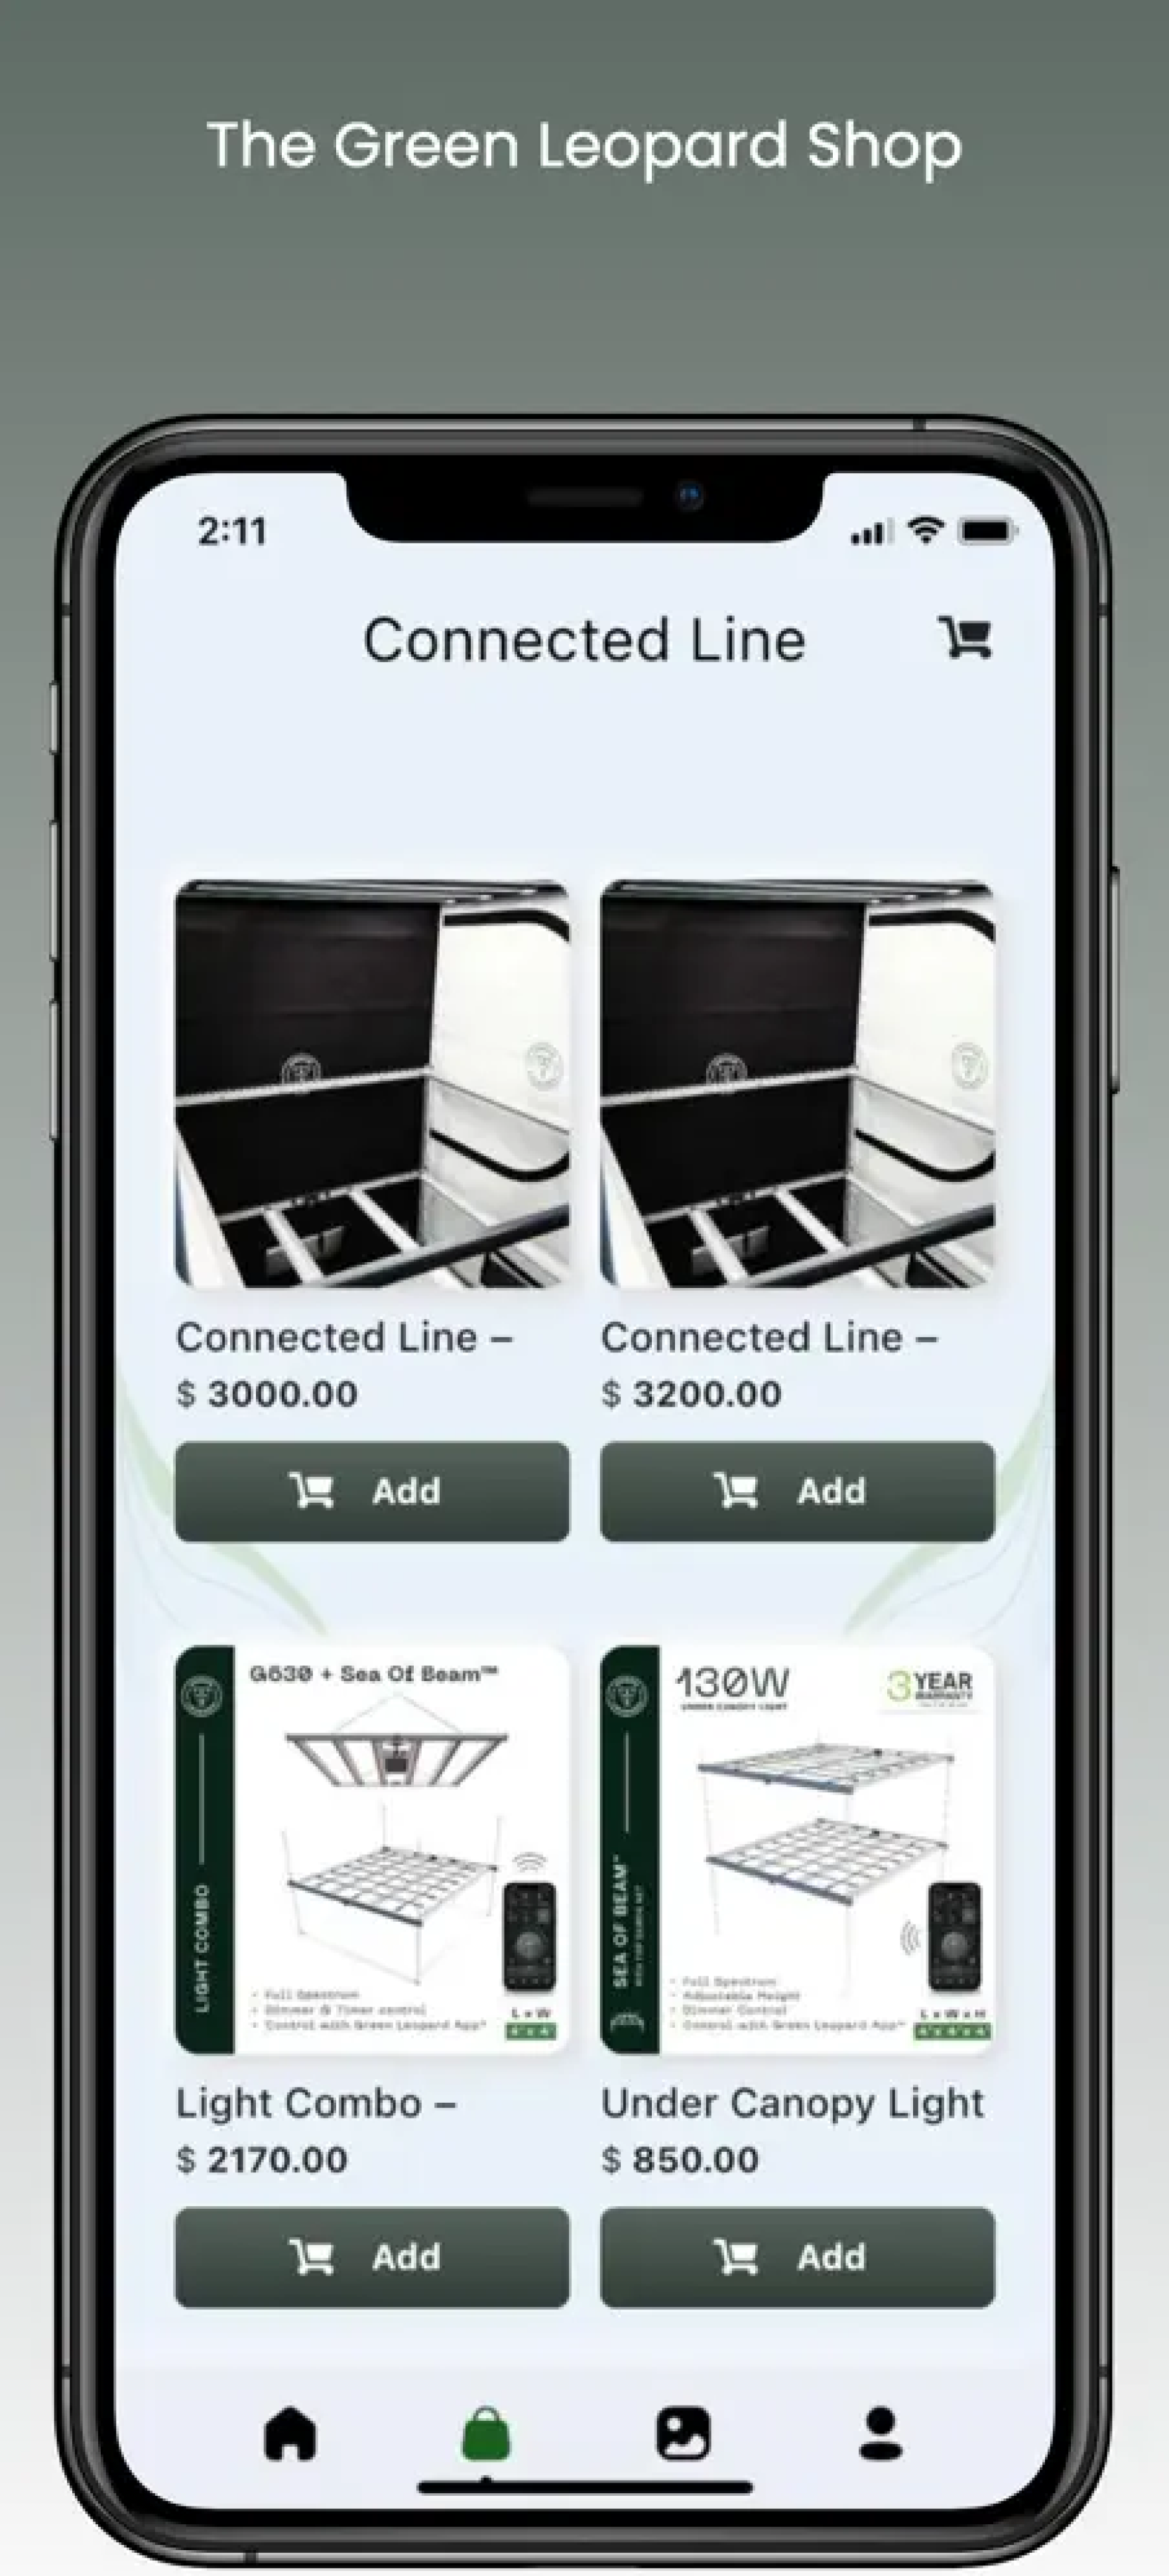 The Green Leopard Shop
2:11
Connected Line
Connected Line –
$ 3000.00
Add
Connected Line –
$ 3200.00
Add
G630 + Sea Of Beam™
LIGHT COMBO
• Full Spectrum
• Dimmer & Timer control
• Control with Green Leopard App™
L x W
4' x 4'
130W
UNDER CANOPY LIGHT
3 YEAR
WARRANTY
SEA OF BEAM™
• Full Spectrum
• Adjustable Height
• Dimmer Control
• Control with Green Leopard App™
L x W x H
Light Combo –
$ 2170.00
Add
Under Canopy Light
$ 850.00
Add